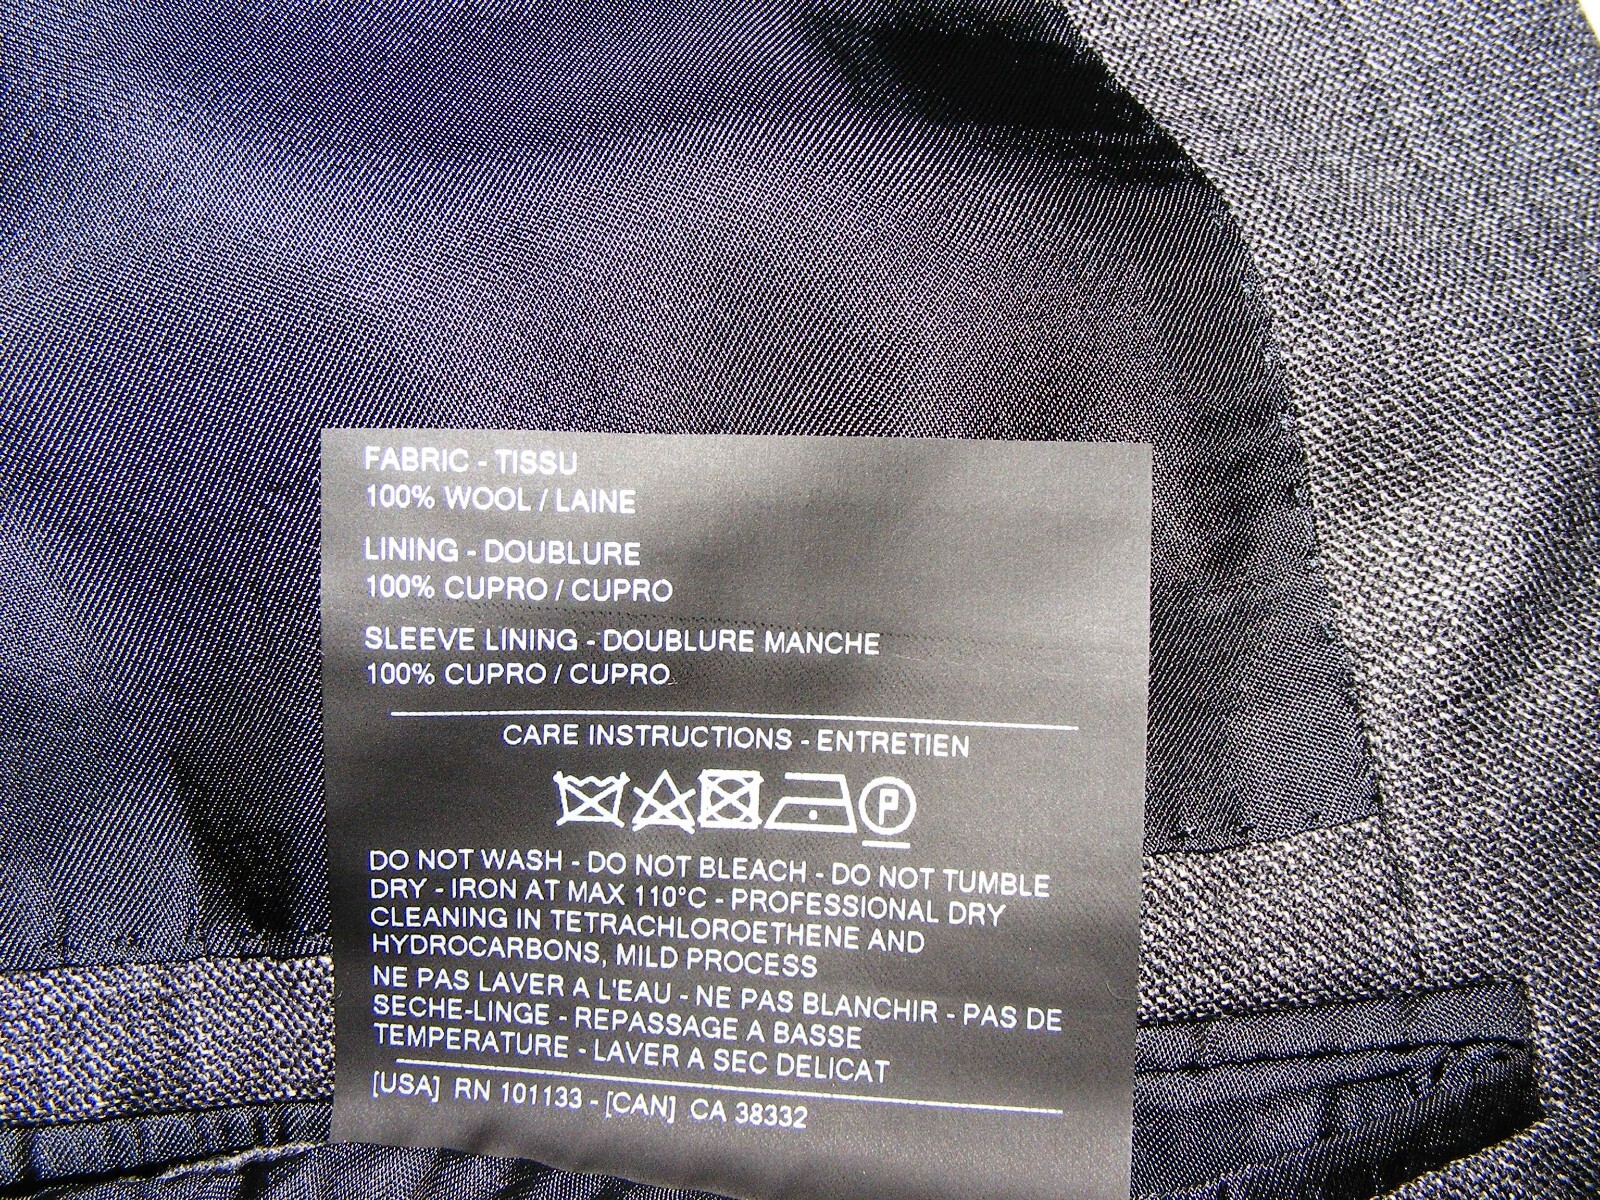 FABRIC - TISSU
100% WOOL / LAINE
LINING - DOUBLURE
100% CUPRO / CUPRO
SLEEVE LINING - DOUBLURE MANCHE
100% CUPRO / CUPRO
CARE INSTRUCTIONS - ENTRETIEN
P
DO NOT WASH - DO NOT BLEACH - DO NOT TUMBLE
DRY - IRON AT MAX 110°C - PROFESSIONAL DRY
CLEANING IN TETRACHLOROETHENE AND
HYDROCARBONS, MILD PROCESS
NE PAS LAVER A L'EAU - NE PAS BLANCHIR - PAS DE
SECHE-LINGE - REPASSAGE A BASSE
TEMPERATURE - LAVER A SEC DELICAT
[USA] RN 101133 - [CAN] CA 38332